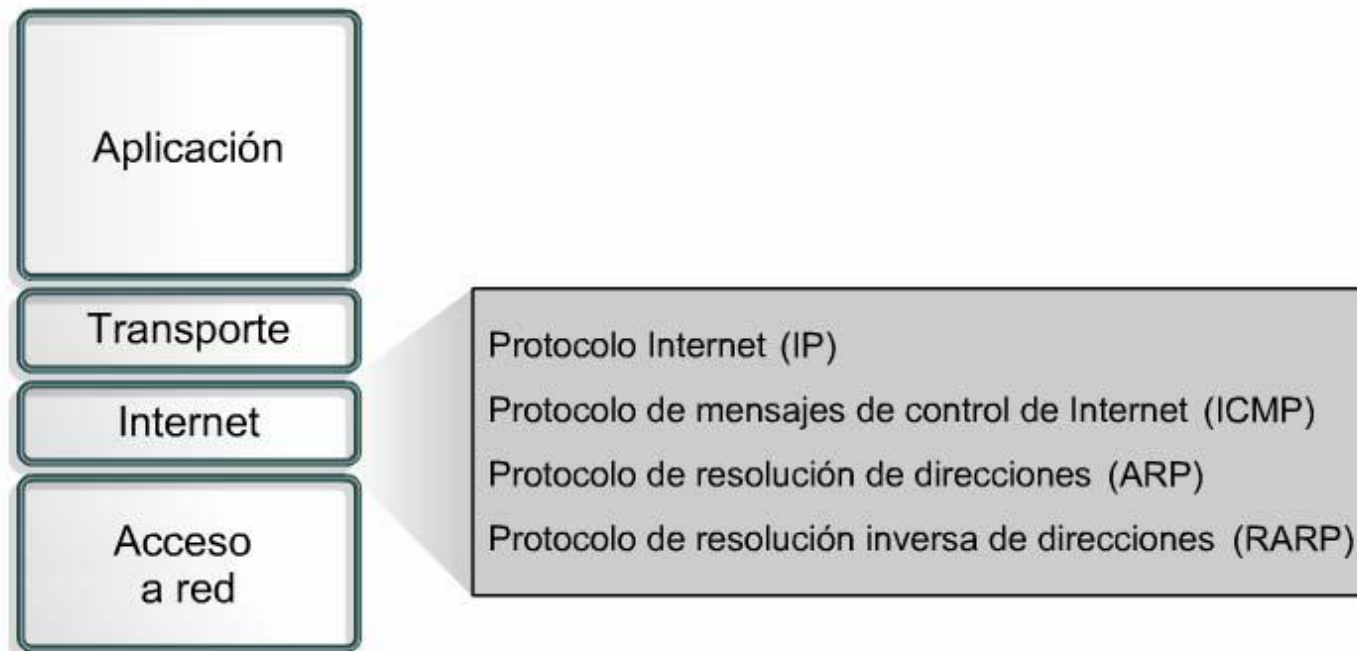 Aplicación
Transporte
Internet
Acceso
a red
Protocolo Internet (IP)
Protocolo de mensajes de control de Internet (ICMP)
Protocolo de resolución de direcciones (ARP)
Protocolo de resolución inversa de direcciones (RARP)